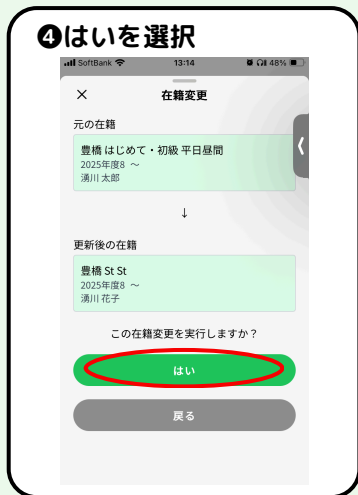 ❹はいを選択
SoftBank 13:14 48%
× 在籍変更
元の在籍
豊橋 はじめて・初級 平日昼間
2025年度8 ～
湧川 太郎
↓
更新後の在籍
豊橋 St St
2025年度8 ～
湧川 花子
この在籍変更を実行しますか？
はい
戻る